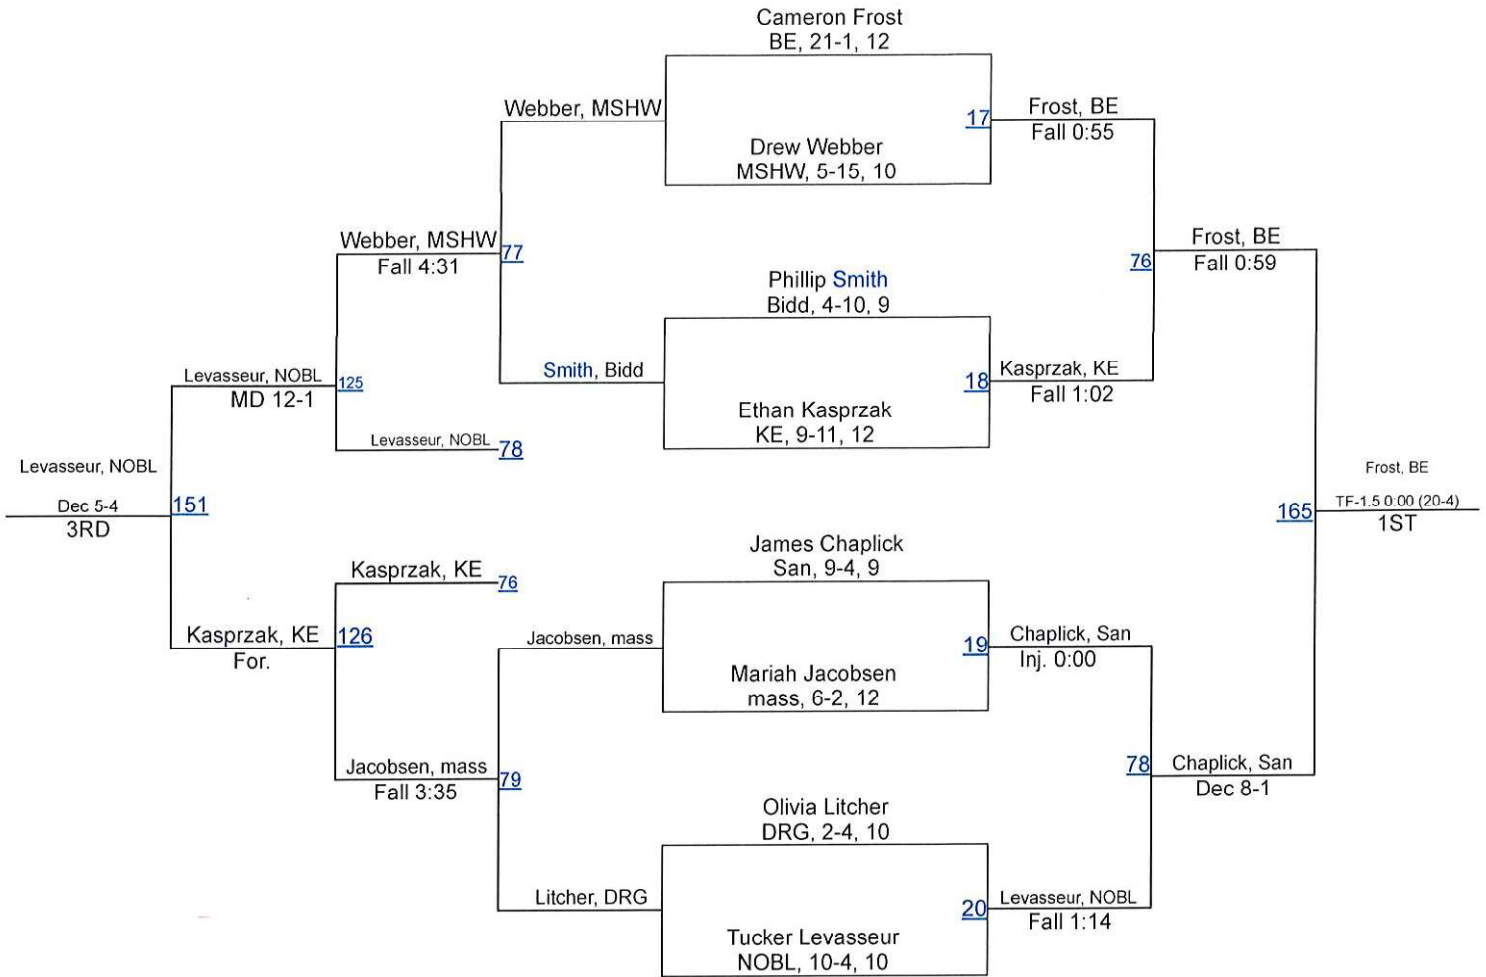 Cameron Frost
BE, 21-1, 12
Webber, MSHW
17
Frost, BE
Fall 0:55
Drew Webber
MSHW, 5-15, 10
Webber, MSHW
Fall 4:31
77
Frost, BE
Fall 0:59
76
Phillip Smith
Bidd, 4-10, 9
Levasseur, NOBL
MD 12-1
125
Smith, Bidd
18
Kasprzak, KE
Fall 1:02
Ethan Kasprzak
KE, 9-11, 12
Levasseur, NOBL
78
Levasseur, NOBL
Dec 5-4
3RD
151
Frost, BE
TF-1.5 0:00 (20-4)
1ST
165
James Chaplick
San, 9-4, 9
Kasprzak, KE
76
Kasprzak, KE
For.
126
Jacobsen, mass
19
Chaplick, San
Inj. 0:00
Mariah Jacobsen
mass, 6-2, 12
Jacobsen, mass
Fall 3:35
79
78
Chaplick, San
Dec 8-1
Olivia Litcher
DRG, 2-4, 10
Litcher, DRG
20
Levasseur, NOBL
Fall 1:14
Tucker Levasseur
NOBL, 10-4, 10